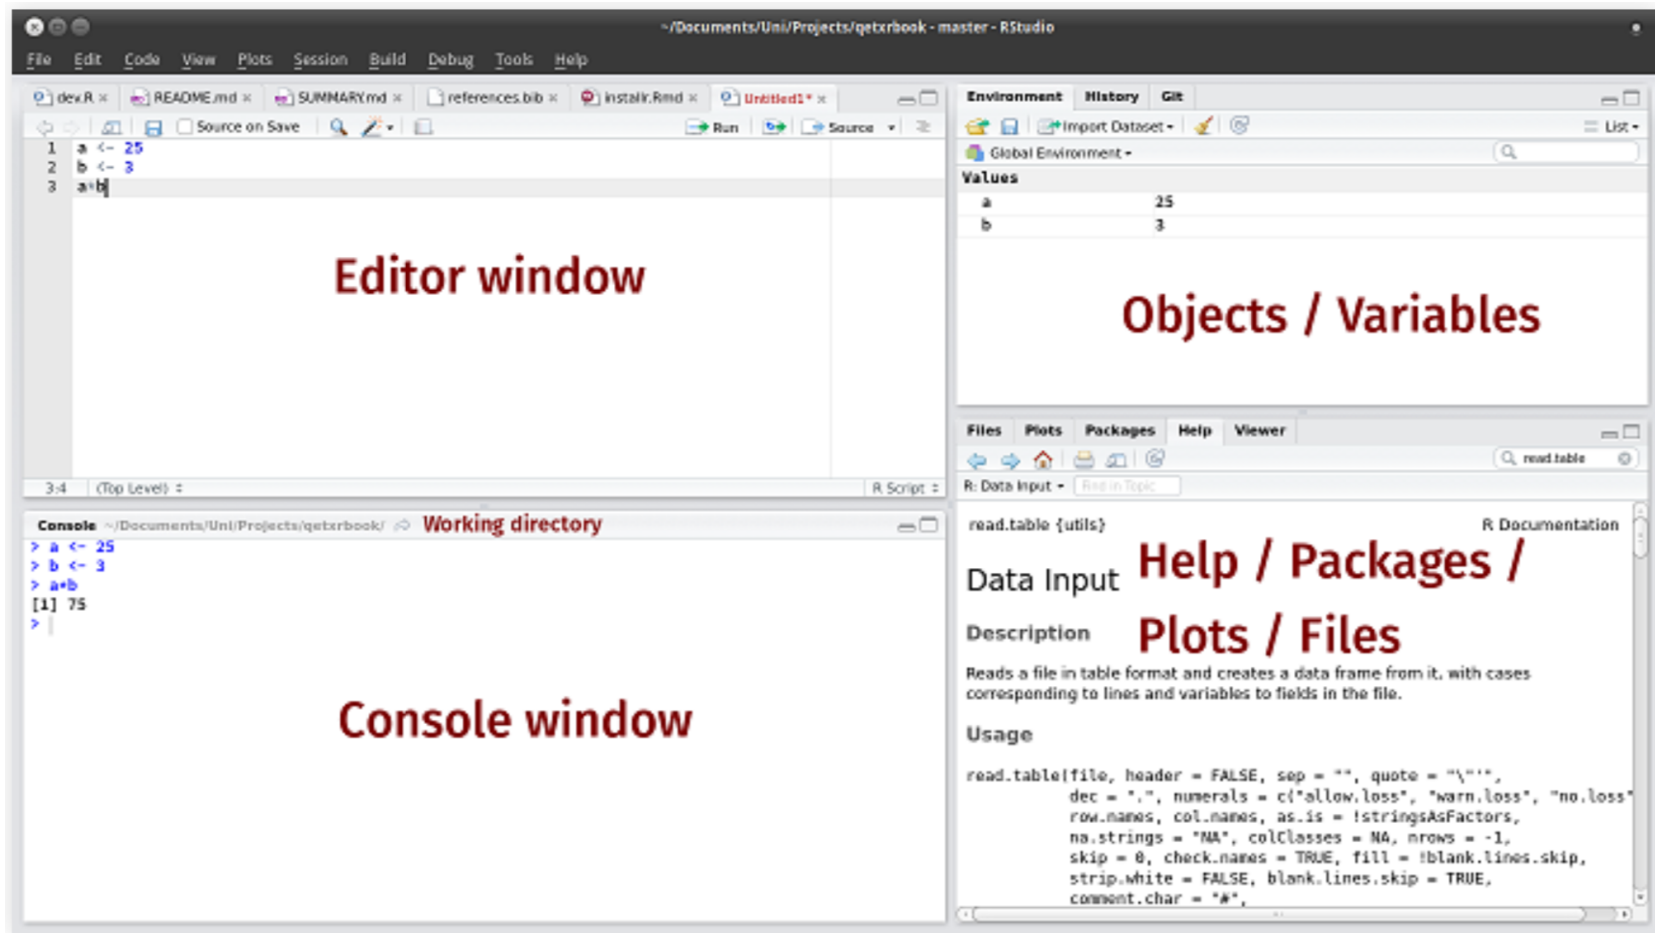 ~/Documents/Uni/Projects/qetxrbook - master - RStudio
File Edit Code View Plots Session Build Debug Tools Help
dev.R README.md SUMMARY.md references.bib installr.Rmd Untitled1*
Source on Save Run Source
1 a <- 25
2 b <- 3
3 a*b
Editor window
3:4 (Top Level) R Script
Console ~/Documents/Uni/Projects/qetxrbook/ Working directory
> a <- 25
> b <- 3
> a*b
[1] 75
>
Console window
Environment History Git
Import Dataset List
Global Environment
Values
a 25
b 3
Objects / Variables
Files Plots Packages Help Viewer
read.table
R: Data Input Find in Topic
read.table {utils} R Documentation
Data Input
Help / Packages /
Plots / Files
Description
Reads a file in table format and creates a data frame from it, with cases
corresponding to lines and variables to fields in the file.
Usage
read.table(file, header = FALSE, sep = "", quote = "\"'",
dec = ".", numerals = c("allow.loss", "warn.loss", "no.loss"
row.names, col.names, as.is = !stringsAsFactors,
na.strings = "NA", colClasses = NA, nrows = -1,
skip = 0, check.names = TRUE, fill = !blank.lines.skip,
strip.white = FALSE, blank.lines.skip = TRUE,
comment.char = "#",